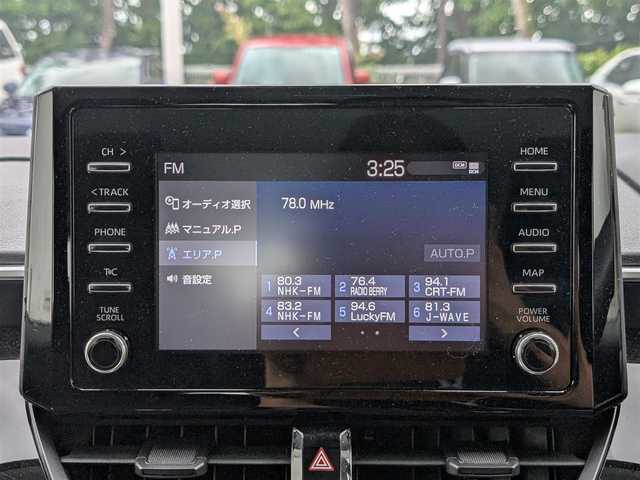 CH >
< TRACK
PHONE
T&C
TUNE
SCROLL
FM
3:25
DCM
DCM
オーディオ選択
マニュアル.P
エリア.P
音設定
78.0 MHz
AUTO.P
1 80.3 NHK-FM
2 76.4 RADIO BERRY
3 94.1 CRT-FM
4 83.2 NHK-FM
5 94.6 LuckyFM
6 81.3 J-WAVE
<
>
HOME
MENU
AUDIO
MAP
POWER
VOLUME